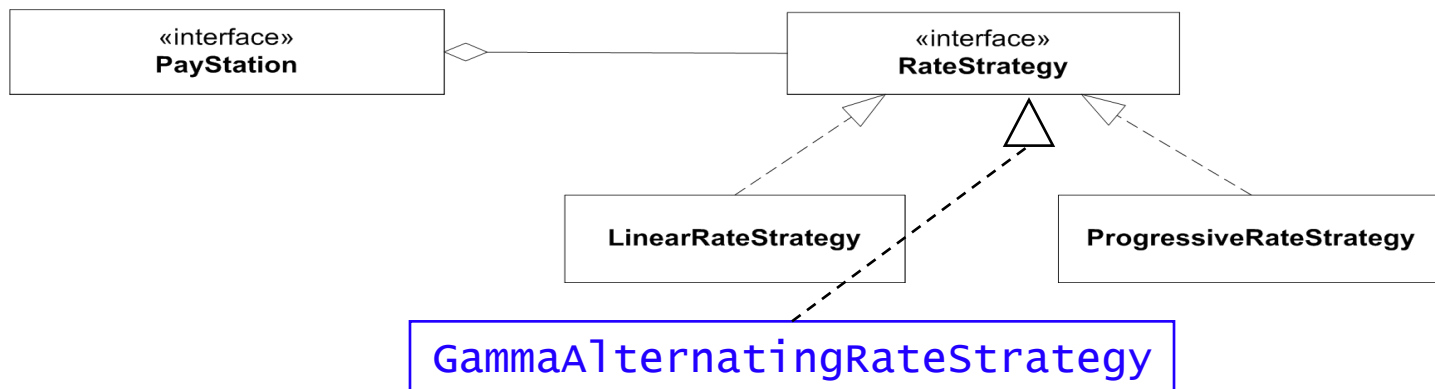 «interface»
PayStation
«interface»
RateStrategy
LinearRateStrategy
ProgressiveRateStrategy
GammaAlternatingRateStrategy